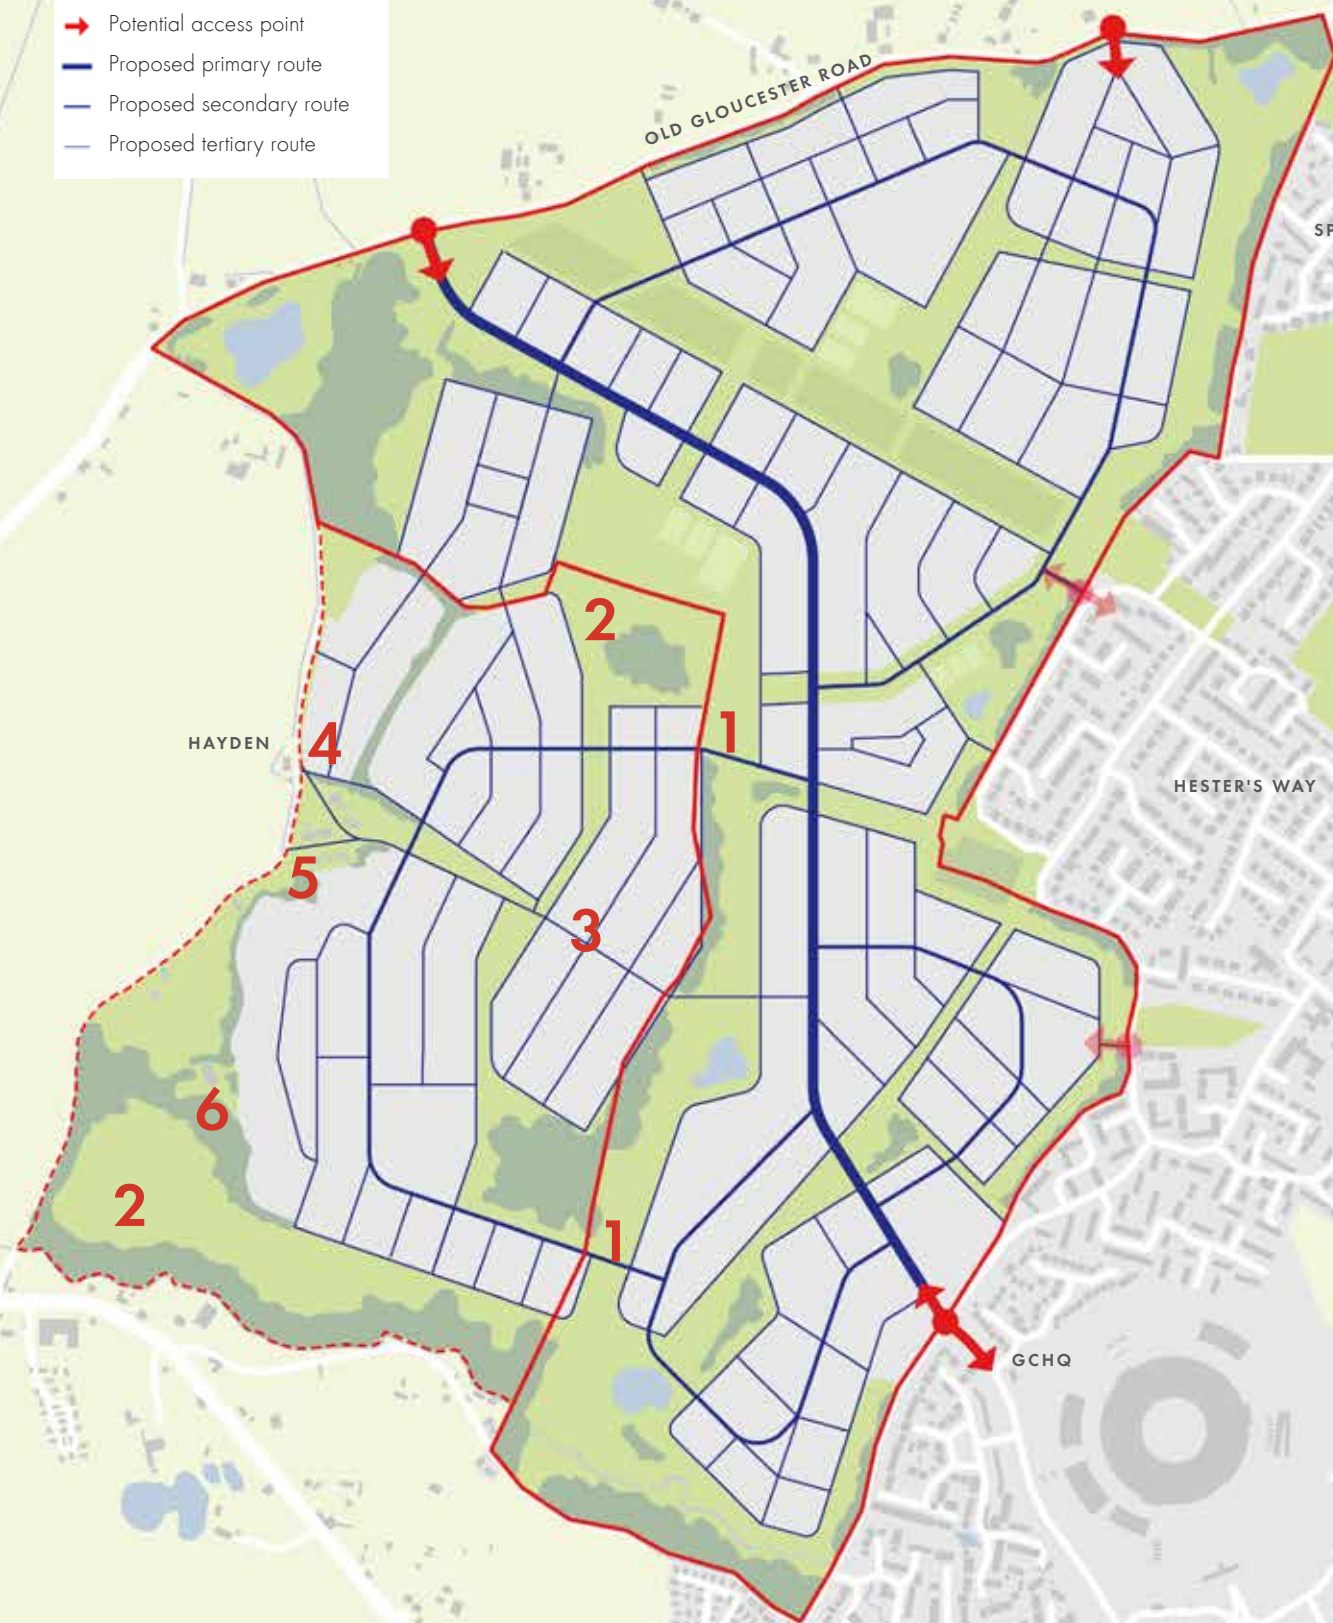 Potential access point
Proposed primary route
Proposed secondary route
Proposed tertiary route
OLD GLOUCESTER ROAD
SP
2
1
HAYDEN
4
HESTER'S WAY
5
3
6
2
1
GCHQ